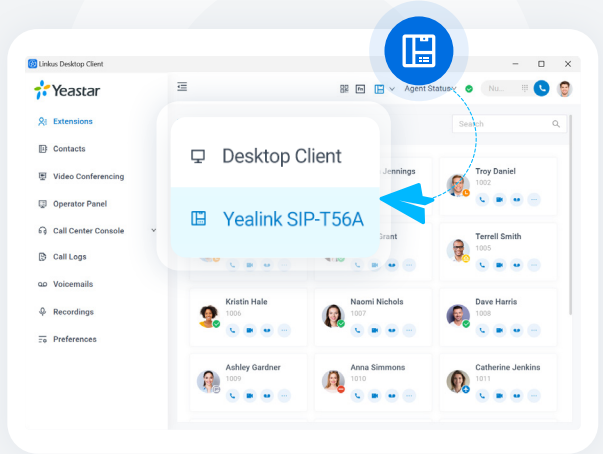 Linkus Desktop Client
Yeastar
Fn
Agent Status
Nu...
Extensions
Contacts
Video Conferencing
Operator Panel
Call Center Console
Call Logs
Voicemails
Recordings
Preferences
Search
Desktop Client
Yealink SIP-T56A
Jennings
Troy Daniel
1002
Grant
Terrell Smith
1005
Kristin Hale
1006
Naomi Nichols
1007
Dave Harris
1008
Ashley Gardner
1009
Anna Simmons
1010
Catherine Jenkins
1011